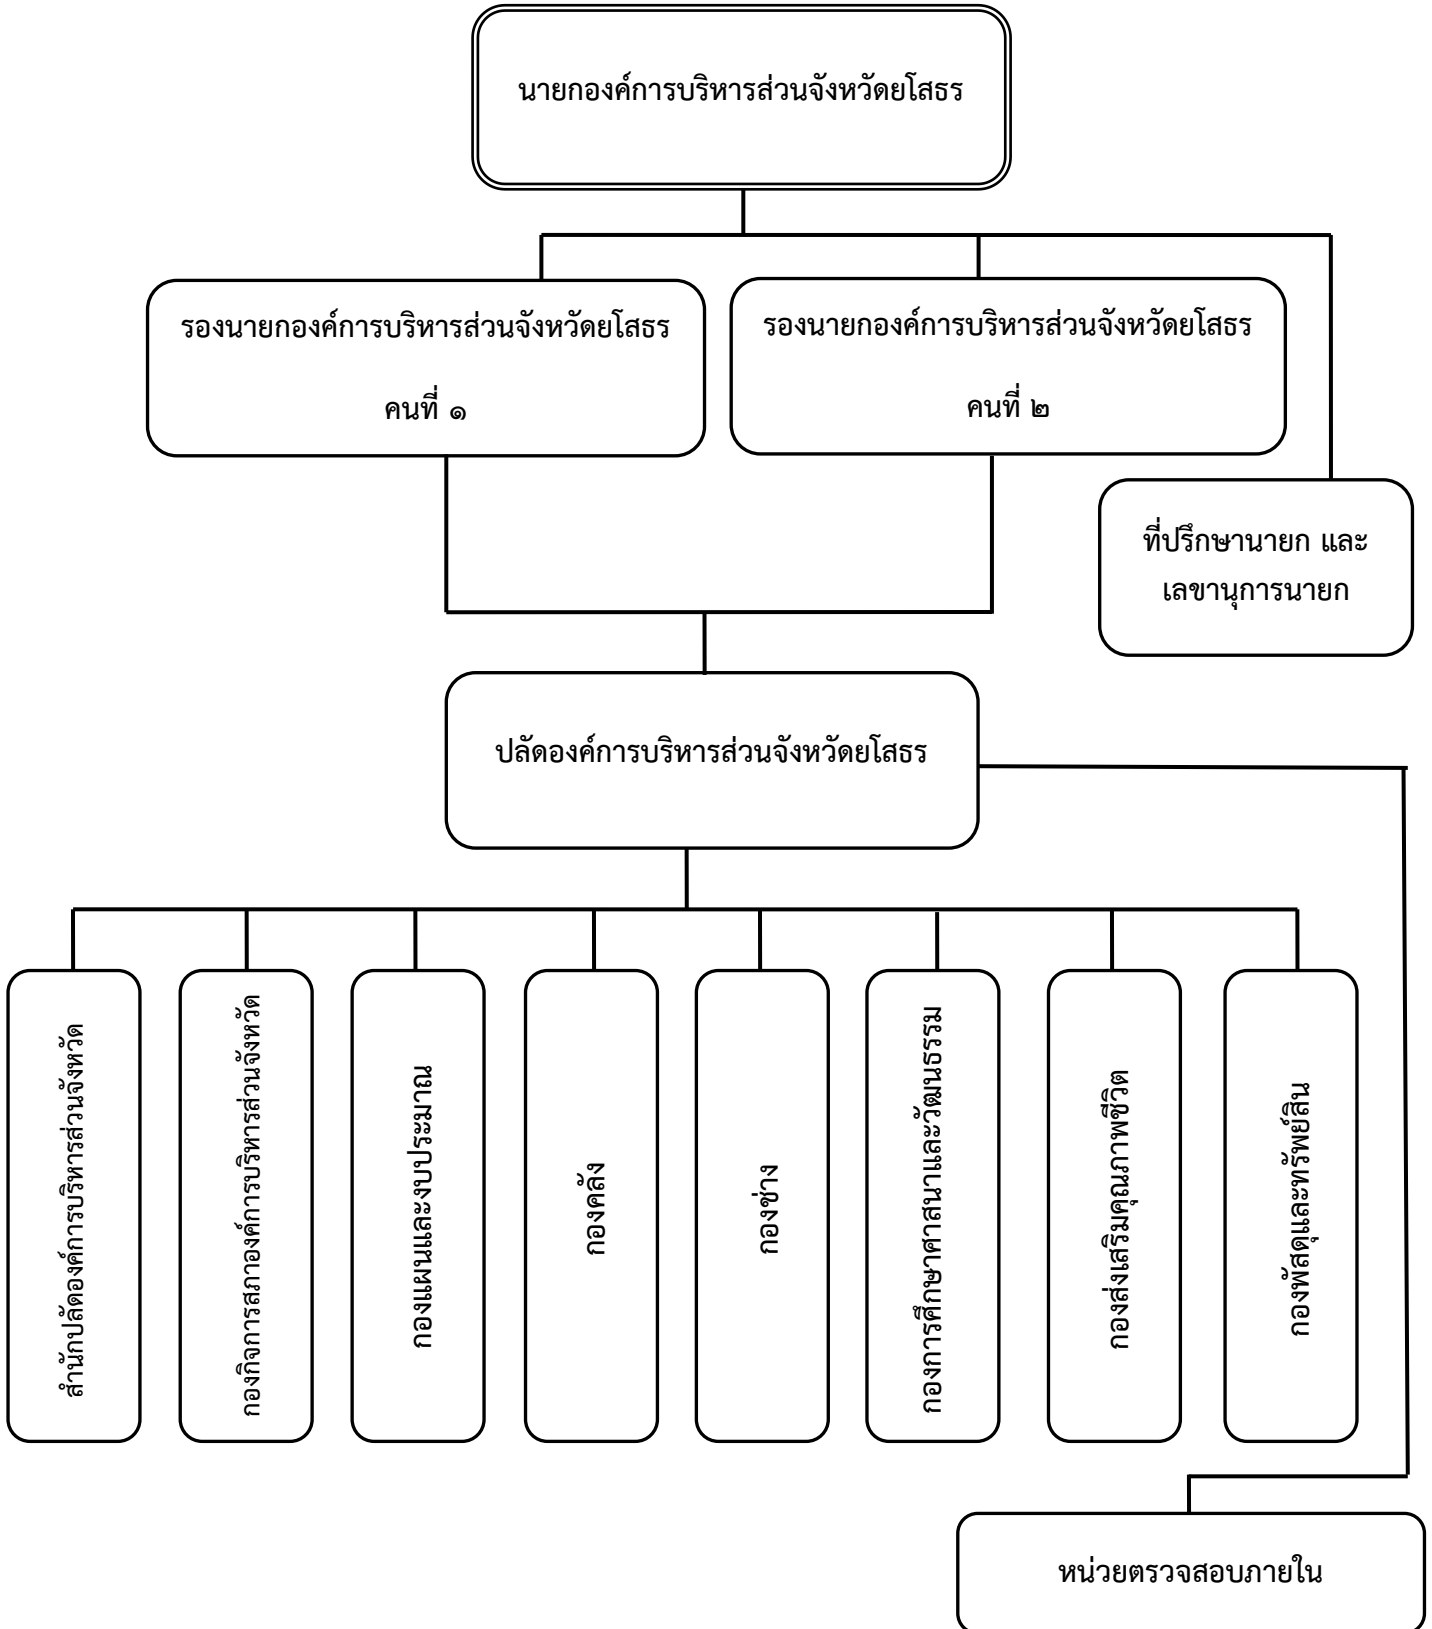 นายกองค์การบริหารส่วนจังหวัดยโสธร
รองนายกองค์การบริหารส่วนจังหวัดยโสธร
คนที่ ๑
รองนายกองค์การบริหารส่วนจังหวัดยโสธร
คนที่ ๒
ที่ปรึกษานายก และ
เลขานุการนายก
ปลัดองค์การบริหารส่วนจังหวัดยโสธร
สำนักปลัดองค์การบริหารส่วนจังหวัด
กองกิจการสภาองค์การบริหารส่วนจังหวัด
กองแผนและงบประมาณ
กองคลัง
กองช่าง
กองการศึกษาศาสนาและวัฒนธรรม
กองส่งเสริมคุณภาพชีวิต
กองพัสดุและทรัพย์สิน
หน่วยตรวจสอบภายใน